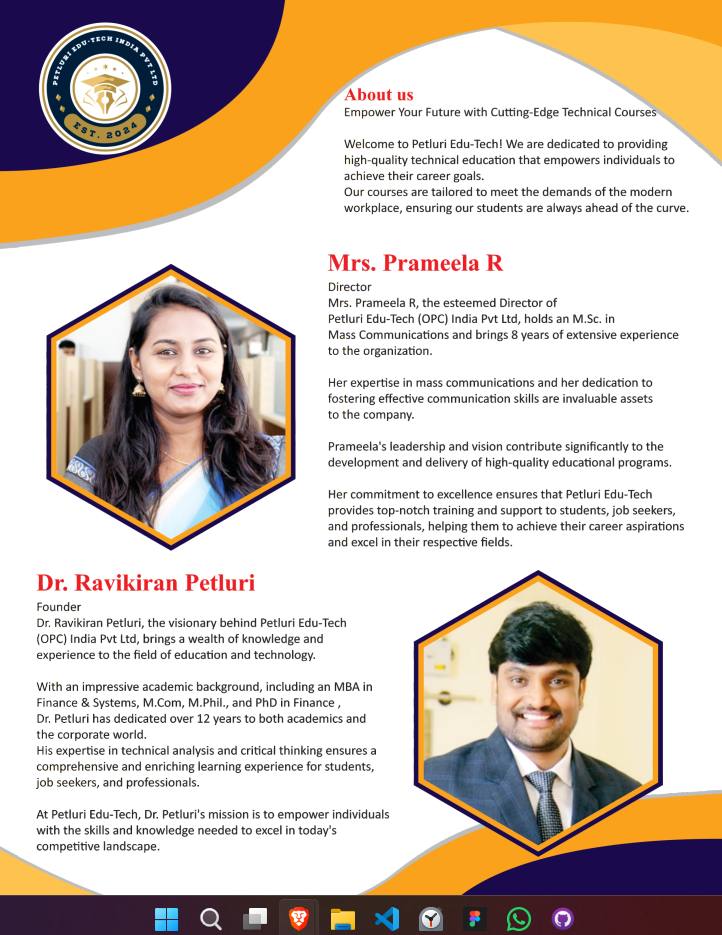 PETLURI EDU-TECH INDIA PVT LTD
EST. 2024
About us
Empower Your Future with Cutting-Edge Technical Courses
Welcome to Petluri Edu-Tech! We are dedicated to providing
high-quality technical education that empowers individuals to
achieve their career goals.
Our courses are tailored to meet the demands of the modern
workplace, ensuring our students are always ahead of the curve.
Mrs. Prameela R
Director
Mrs. Prameela R, the esteemed Director of
Petluri Edu-Tech (OPC) India Pvt Ltd, holds an M.Sc. in
Mass Communications and brings 8 years of extensive experience
to the organization.
Her expertise in mass communications and her dedication to
fostering effective communication skills are invaluable assets
to the company.
Prameela's leadership and vision contribute significantly to the
development and delivery of high-quality educational programs.
Her commitment to excellence ensures that Petluri Edu-Tech
provides top-notch training and support to students, job seekers,
and professionals, helping them to achieve their career aspirations
and excel in their respective fields.
Dr. Ravikiran Petluri
Founder
Dr. Ravikiran Petluri, the visionary behind Petluri Edu-Tech
(OPC) India Pvt Ltd, brings a wealth of knowledge and
experience to the field of education and technology.
With an impressive academic background, including an MBA in
Finance & Systems, M.Com, M.Phil., and PhD in Finance ,
Dr. Petluri has dedicated over 12 years to both academics and
the corporate world.
His expertise in technical analysis and critical thinking ensures a
comprehensive and enriching learning experience for students,
job seekers, and professionals.
At Petluri Edu-Tech, Dr. Petluri's mission is to empower individuals
with the skills and knowledge needed to excel in today's
competitive landscape.